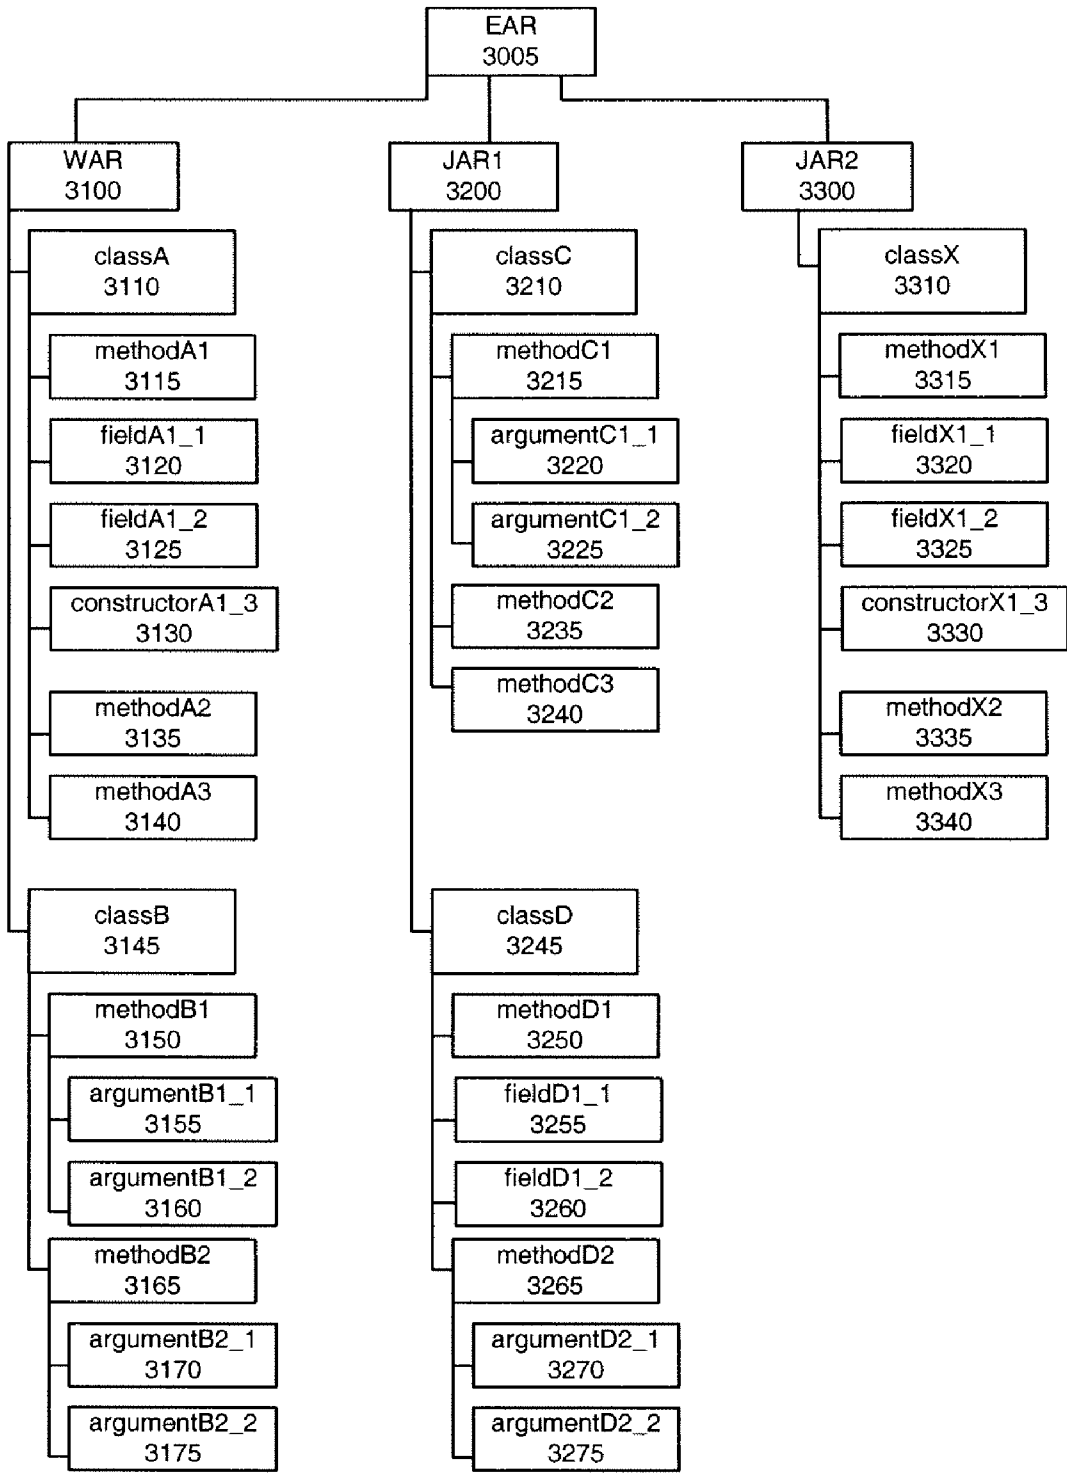 EAR
3005
WAR
3100
JAR1
3200
JAR2
3300
classA
3110
methodA1
3115
fieldA1_1
3120
fieldA1_2
3125
constructorA1_3
3130
methodA2
3135
methodA3
3140
classB
3145
methodB1
3150
argumentB1_1
3155
argumentB1_2
3160
methodB2
3165
argumentB2_1
3170
argumentB2_2
3175
classC
3210
methodC1
3215
argumentC1_1
3220
argumentC1_2
3225
methodC2
3235
methodC3
3240
classD
3245
methodD1
3250
fieldD1_1
3255
fieldD1_2
3260
methodD2
3265
argumentD2_1
3270
argumentD2_2
3275
classX
3310
methodX1
3315
fieldX1_1
3320
fieldX1_2
3325
constructorX1_3
3330
methodX2
3335
methodX3
3340